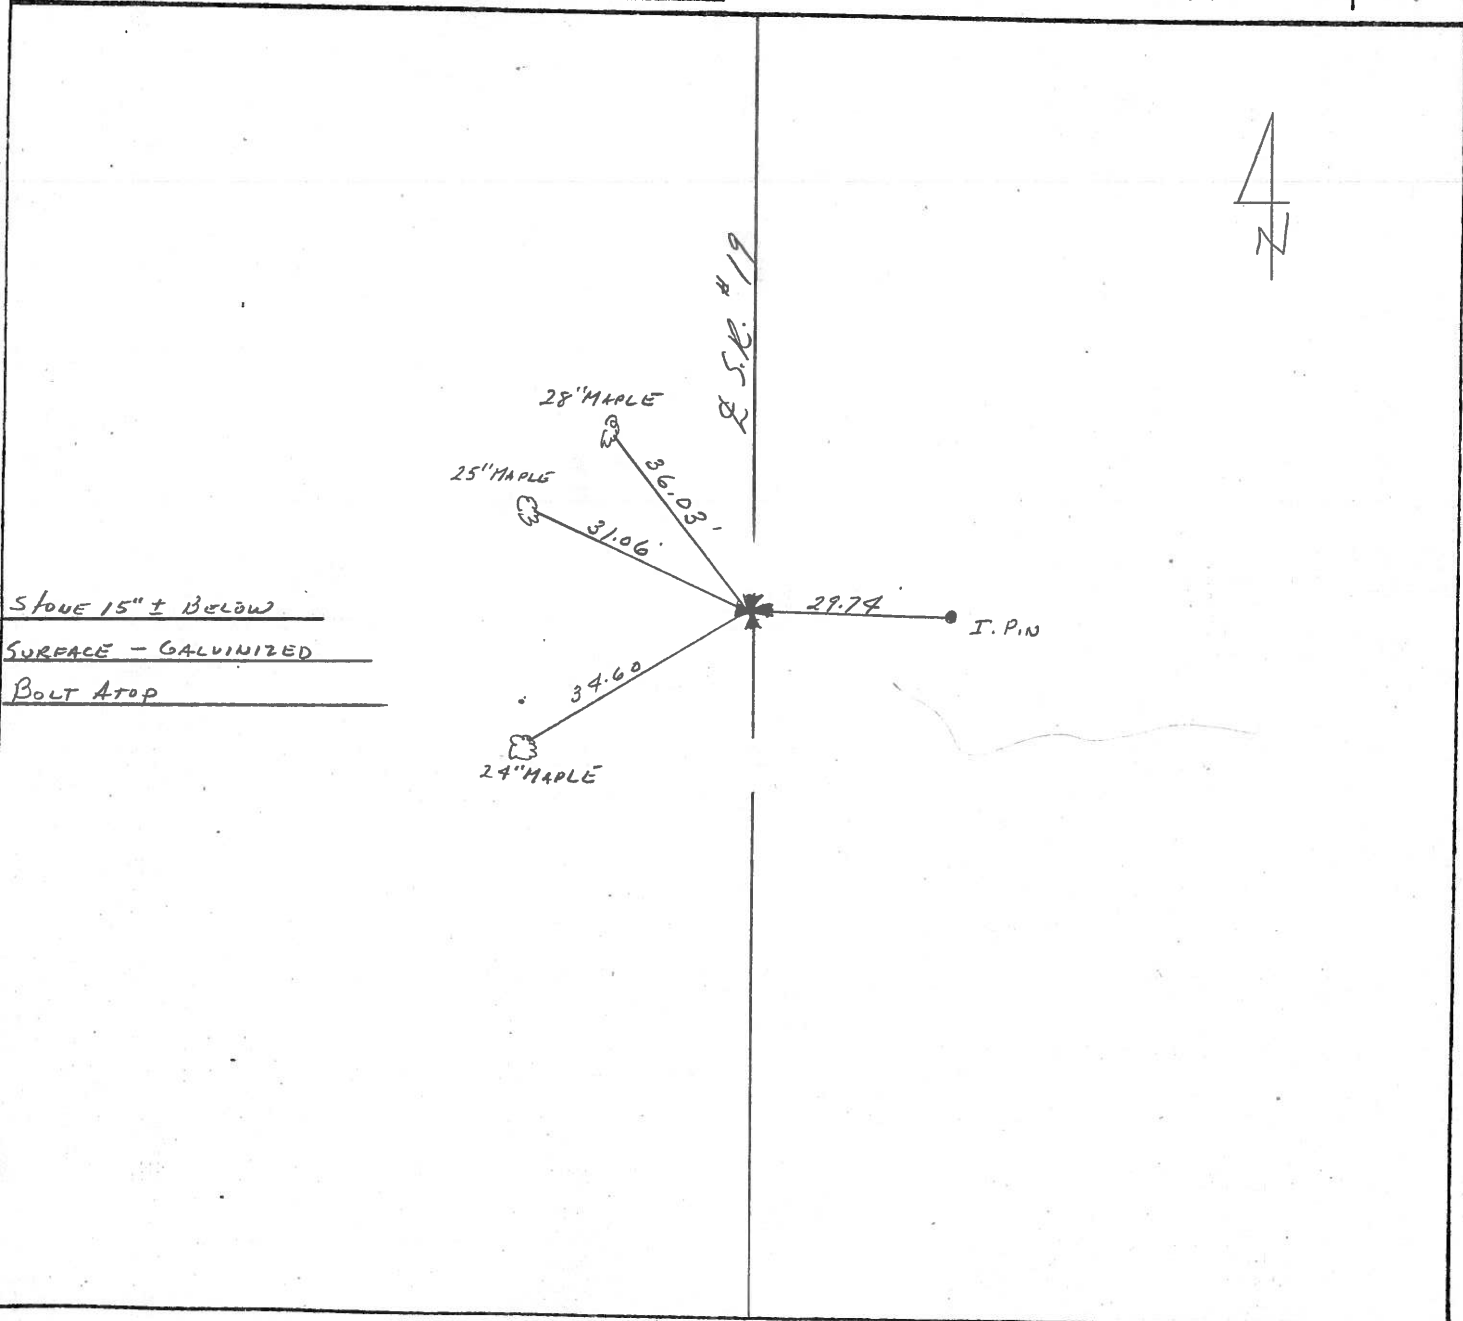 N
℄ S.R. # 19
28" MAPLE
36.03'
25" MAPLE
31.06'
29.74
I. PIN
STONE 15" ± BELOW
SURFACE - GALVINIZED
BOLT ATOP
34.60
24" MAPLE